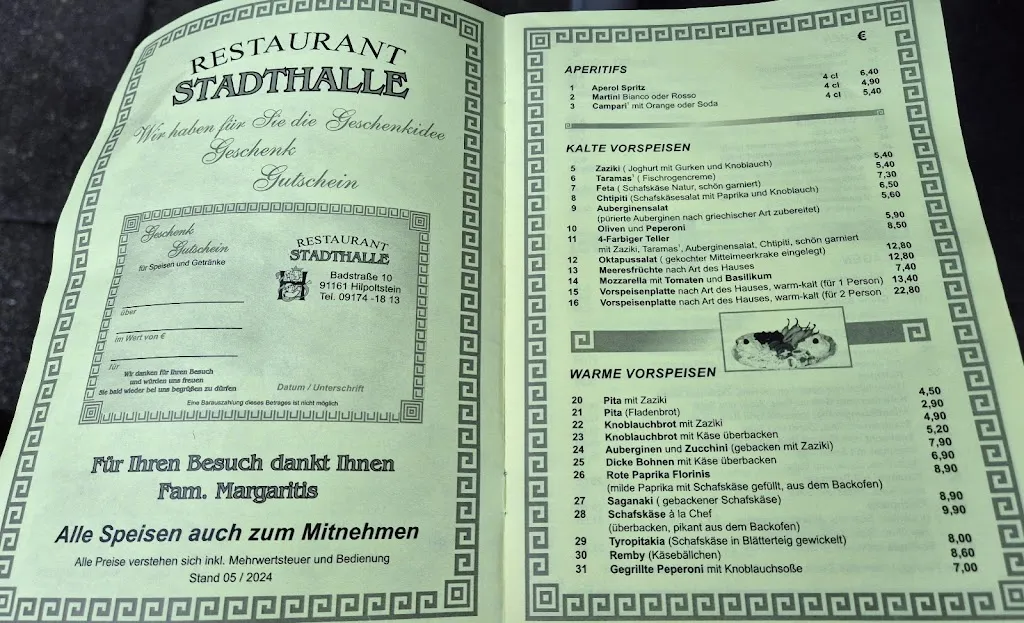 RESTAURANT
STADTHALLE
Wir haben für Sie die Geschenkidee
Geschenk
Gutschein
Geschenk
Gutschein
für Speisen und Getränke
RESTAURANT
STADTHALLE
H
Badstraße 10
91161 Hilpoltstein
Tel. 09174 -18 13
über
im Wert von €
für
Wir danken für Ihren Besuch
und würden uns freuen
Sie bald wieder bei uns begrüßen zu dürfen
Datum / Unterschrift
Eine Barauszahlung dieses Betrages ist nicht möglich
Für Ihren Besuch dankt Ihnen
Fam. Margaritis
Alle Speisen auch zum Mitnehmen
Alle Preise verstehen sich inkl. Mehrwertsteuer und Bedienung
Stand 05 / 2024
€
APERITIFS
1 Aperol Spritz 4 cl 6,40
2 Martini Bianco oder Rosso 4 cl 4,90
3 Campari¹ mit Orange oder Soda 4 cl 5,40
KALTE VORSPEISEN
5 Zaziki ( Joghurt mit Gurken und Knoblauch) 5,40
6 Taramas¹ ( Fischrogencreme) 5,40
7 Feta ( Schafskäse Natur, schön garniert) 7,30
8 Chtipiti (Schafskäsesalat mit Paprika und Knoblauch) 6,50
9 Auberginensalat 5,60
(pürierte Auberginen nach griechischer Art zubereitet)
10 Oliven und Peperoni 5,90
11 4-Farbiger Teller 8,50
mit Zaziki, Taramas¹, Auberginensalat, Chtipiti, schön garniert
12 Oktapussalat ( gekochter Mittelmeerkrake eingelegt) 12,80
13 Meeresfrüchte nach Art des Hauses 12,80
14 Mozzarella mit Tomaten und Basilikum 7,40
15 Vorspeisenplatte nach Art des Hauses, warm-kalt (für 1 Person) 13,40
16 Vorspeisenplatte nach Art des Hauses, warm-kalt (für 2 Person 22,80
WARME VORSPEISEN
20 Pita mit Zaziki 4,50
21 Pita (Fladenbrot) 2,90
22 Knoblauchbrot mit Zaziki 4,90
23 Knoblauchbrot mit Käse überbacken 5,20
24 Auberginen und Zucchini (gebacken mit Zaziki) 7,90
25 Dicke Bohnen mit Käse überbacken 6,90
26 Rote Paprika Florinis 8,90
(milde Paprika mit Schafskäse gefüllt, aus dem Backofen)
27 Saganaki ( gebackener Schafskäse) 8,90
28 Schafskäse à la Chef 9,90
(überbacken, pikant aus dem Backofen)
29 Tyropitakia (Schafskäse in Blätterteig gewickelt) 8,00
30 Remby (Käsebällchen) 8,60
31 Gegrillte Peperoni mit Knoblauchsoße 7,00